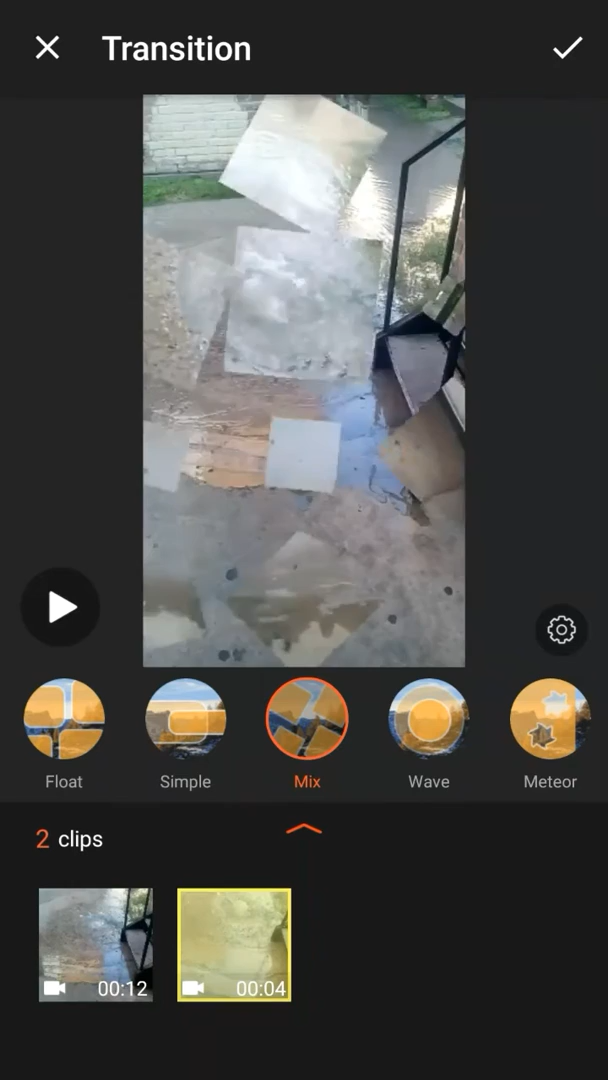 Transition
Float
Simple
Mix
Wave
Meteor
2 clips
00:12
00:04